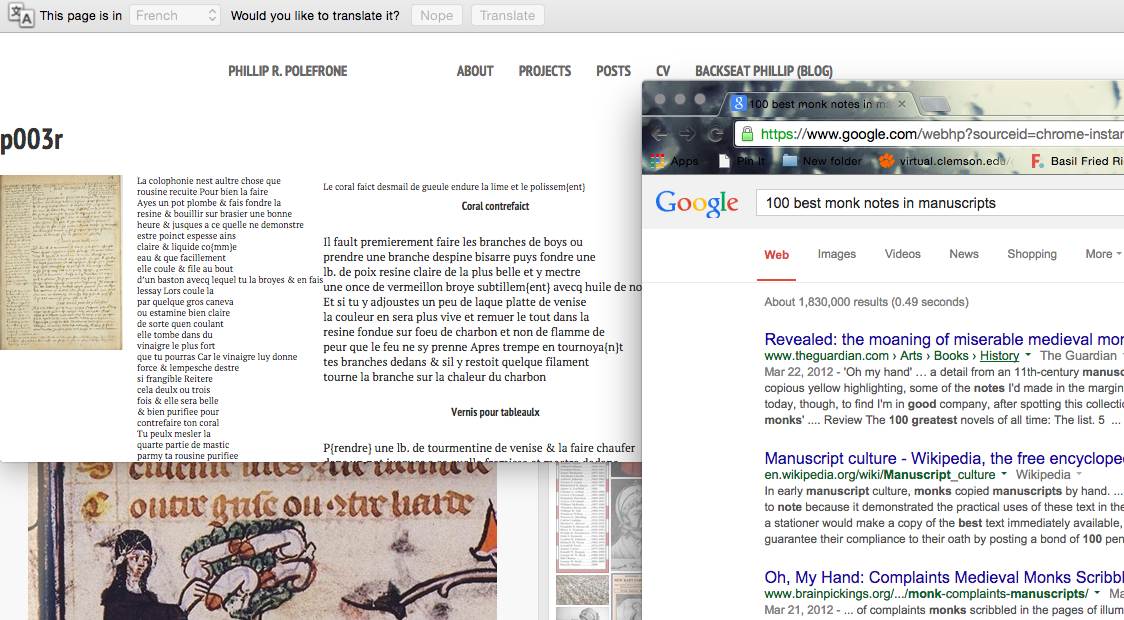 This page is in French Would you like to translate it? Nope Translate
PHILLIP R. POLEFRONE ABOUT PROJECTS POSTS CV BACKSEAT PHILLIP (BLOG)
p003r
La colophonie nest aultre chose que
rousine recuite Pour bien la faire
Ayes un pot plombe & fais fondre la
resine & bouillir sur brasier une bonne
heure & jusques a ce quelle ne demonstre
estre poinct espesse ains
claire & liquide co{mm}e
eau & que facillement
elle coule & file au bout
d'un baston avecq lequel tu la broyes & en fais
lessay Lors coule la
par quelque gros caneva
ou estamine bien claire
de sorte quen coulant
elle tombe dans du
vinaigre le plus fort
que tu pourras Car le vinaigre luy donne
force & lempesche destre
si frangible Reitere
cela deulx ou trois
fois & elle sera belle
& bien purifiee pour
contrefaire ton coral
Tu peulx mesler la
quarte partie de mastic
parmy ta rousine purifiee
Le coral faict desmail de gueule endure la lime et le polissem{ent}
Coral contrefaict
Il fault premierement faire les branches de boys ou
prendre une branche despine bisarre puys fondre une
lb. de poix resine claire de la plus belle et y mectre
une once de vermeillon broye subtillem{ent} avecq huile de no
Et si tu y adjoustes un peu de laque platte de venise
la couleur en sera plus vive et remuer le tout dans la
resine fondue sur foeu de charbon et non de flamme de
peur que le feu ne sy prenne Apres trempe en tournoya{n}t
tes branches dedans & sil y restoit quelque filament
tourne la branche sur la chaleur du charbon
Vernis pour tableaulx
P{rendre} une lb. de tourmentine de venise & la faire chaufer
100 best monk notes in ma
https://www.google.com/webhp?sourceid=chrome-instan
Apps Pin It New folder virtual.clemson.edu/ Basil Fried Ri
Google 100 best monk notes in manuscripts
Web Images Videos News Shopping More
About 1,830,000 results (0.49 seconds)
Revealed: the moaning of miserable medieval mon
www.theguardian.com › Arts › Books › History The Guardian
Mar 22, 2012 - 'Oh my hand' ... a detail from an 11th-century manusc
copious yellow highlighting, some of the notes I'd made in the margin
today, though, to find I'm in good company, after spotting this collecti
monks' .... Review The 100 greatest novels of all time: The list. 5 ...
Manuscript culture - Wikipedia, the free encyclope
en.wikipedia.org/wiki/Manuscript_culture Wikipedia
In early manuscript culture, monks copied manuscripts by hand. ...
to note because it demonstrated the practical uses of these text in the
a stationer would make a copy of the best text immediately available,
guarantee their compliance to their oath by posting a bond of 100 pen
Oh, My Hand: Complaints Medieval Monks Scribbl
www.brainpickings.org/.../monk-complaints-manuscripts/ Ma
Mar 21, 2012 - ... of complaints monks scribbled in the pages of illum